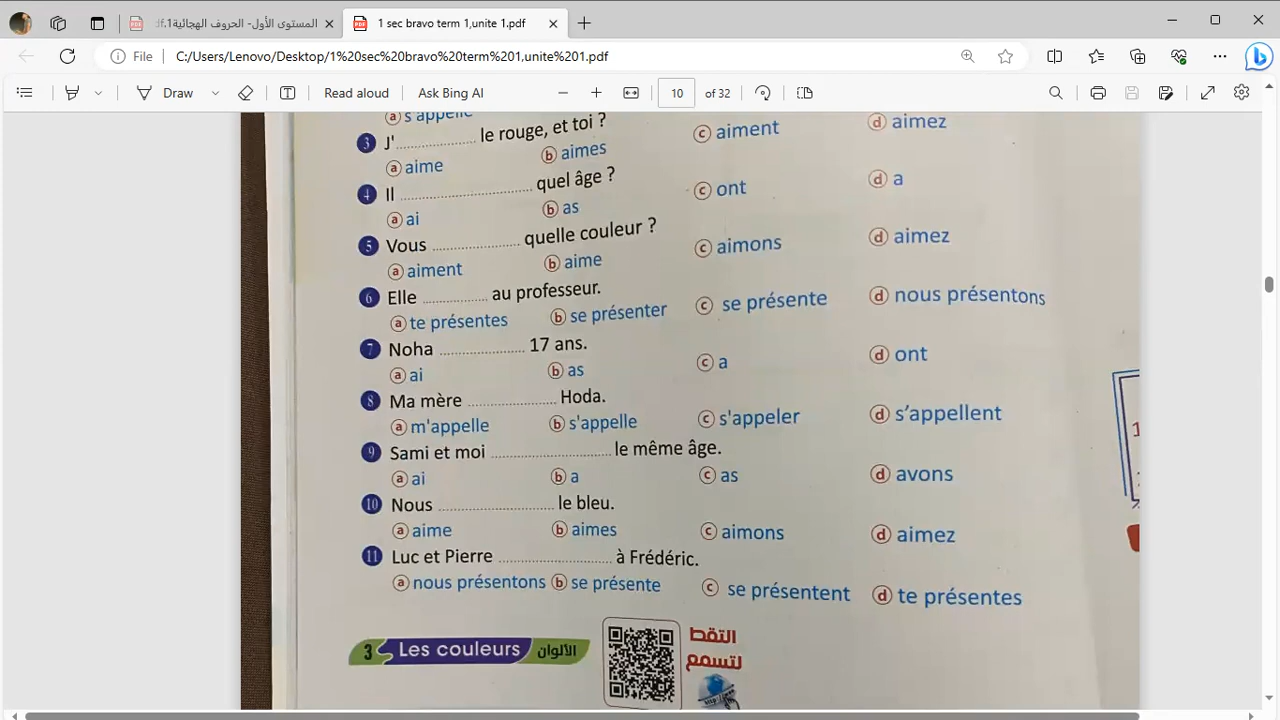 المستوى الأول- الحروف الهجائية1.f:
1 sec bravo term 1,unite 1.pdf
File C:/Users/Lenovo/Desktop/1%20sec%20bravo%20term%201,unite%201.pdf
Draw Read aloud Ask Bing AI 10 of 32
a s'appelle
3 J'.................... le rouge, et toi ?
a aime b aimes c aiment d aimez
4 Il .................... quel âge ?
a ai b as c ont d a
5 Vous .................... quelle couleur ?
a aiment b aime c aimons d aimez
6 Elle .................... au professeur.
a te présentes b se présenter c se présente d nous présentons
7 Noha .................... 17 ans.
a ai b as c a d ont
8 Ma mère .................... Hoda.
a m'appelle b s'appelle c s'appeler d s'appellent
9 Sami et moi .................... le même âge.
a ai b a c as d avons
10 Nous .................... le bleu.
a aime b aimes c aimons d aimez
11 Luc et Pierre .................... à Frédéric.
a nous présentons b se présente c se présentent d te présentes
3 Les couleurs الألوان